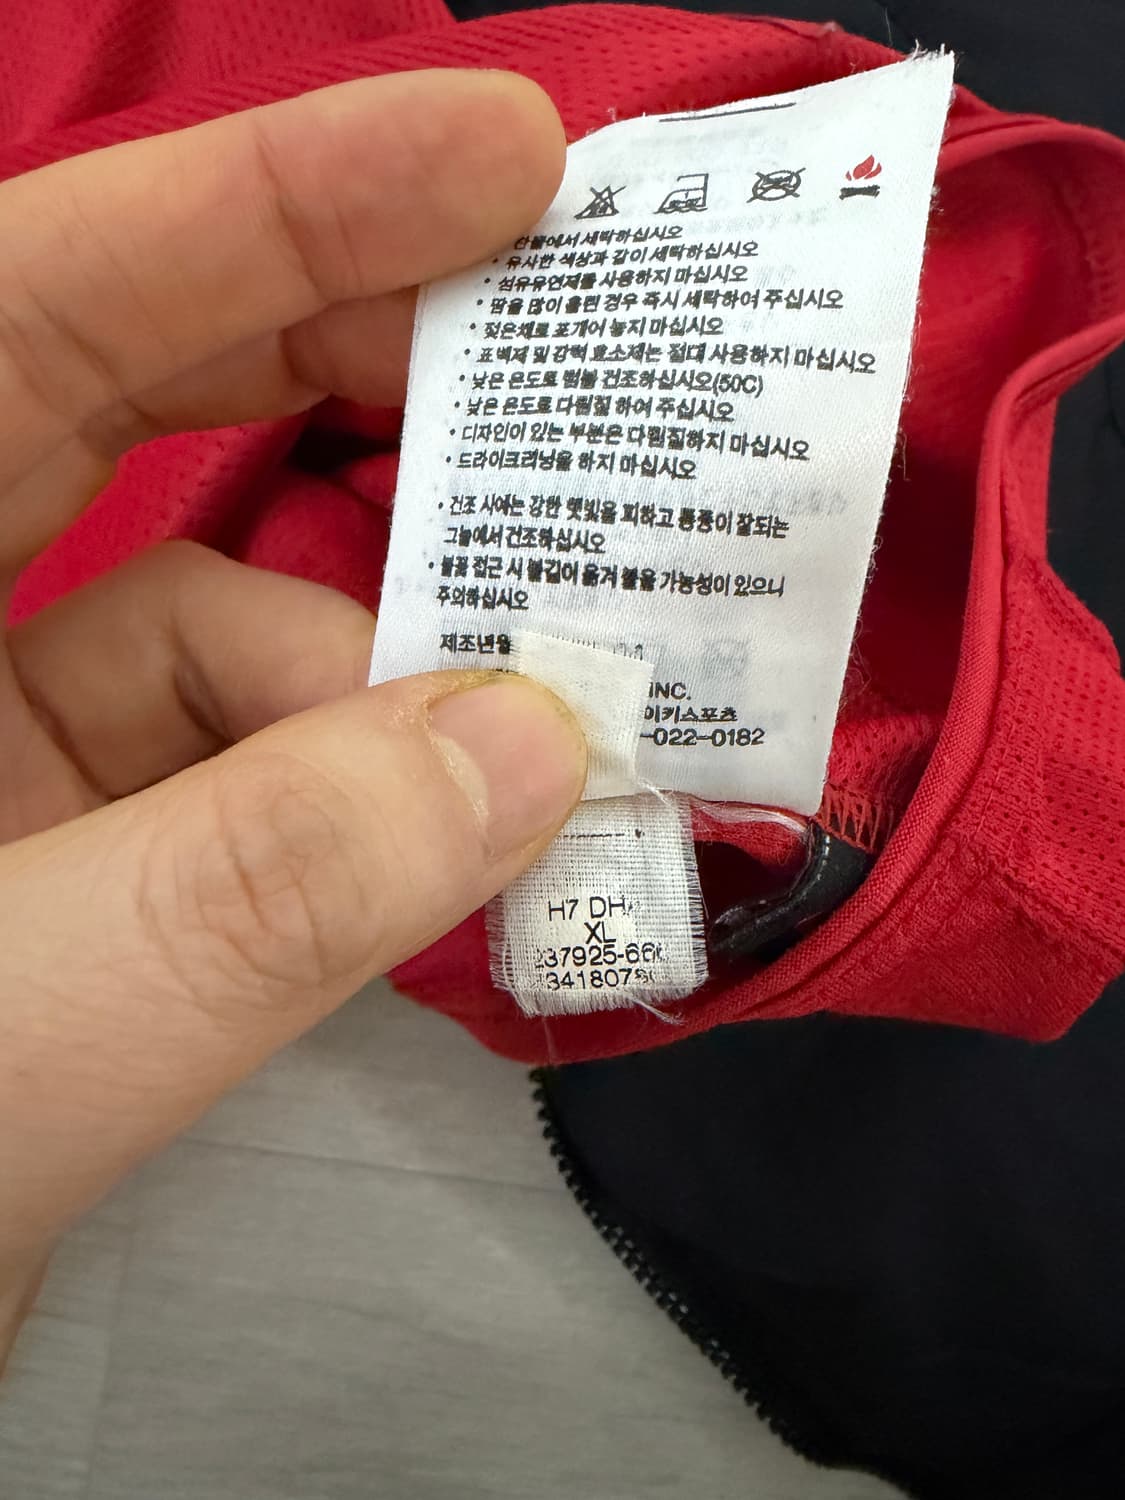 찬물에서 세탁하십시오
• 유사한 색상과 같이 세탁하십시오
• 섬유유연제를 사용하지 마십시오
• 땀을 많이 흘린 경우 즉시 세탁하여 주십시오
• 젖은채로 포개어 놓지 마십시오
• 표백제 및 강력 효소제는 절대 사용하지 마십시오
• 낮은 온도로 텀블 건조하십시오(50C)
• 낮은 온도로 다림질 하여 주십시오
• 디자인이 있는 부분은 다림질하지 마십시오
• 드라이크리닝을 하지 마십시오
• 건조 시에는 강한 햇빛을 피하고 통풍이 잘되는
그늘에서 건조하십시오
• 불꽃 접근 시 불길이 옮겨 붙을 가능성이 있으니
주의하십시오
제조년월
INC.
이키스포츠
-022-0182
H7 DH
XL
37925-66
341807